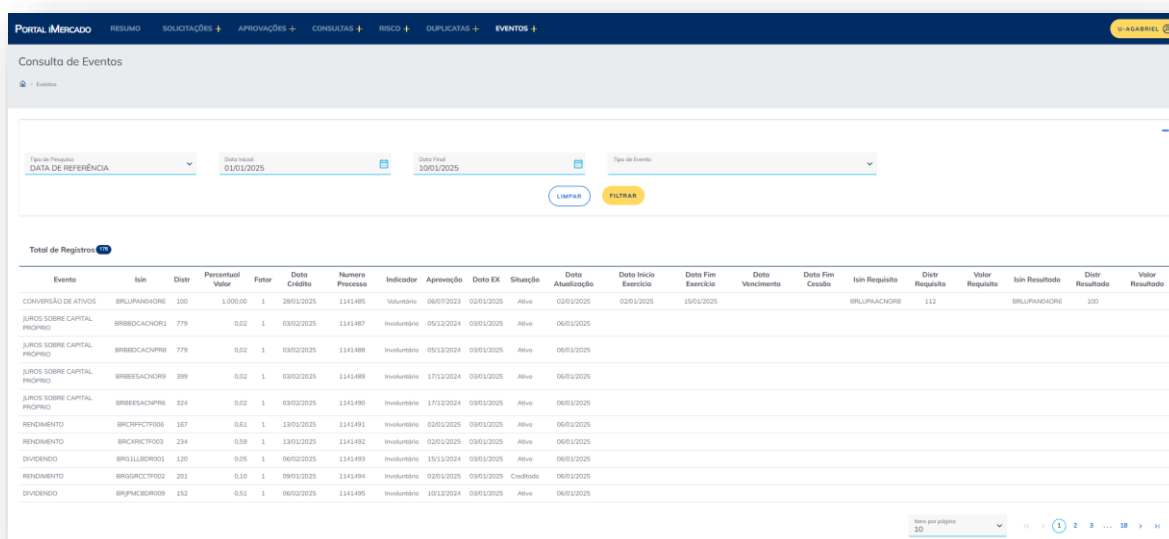 PORTAL IMERCADO RESUMO SOLICITAÇÕES + APROVAÇÕES + CONSULTAS + RISCO + DUPLICATAS + EVENTOS + U-AGABRIEL
Consulta de Eventos
> Eventos
Tipo de Pesquisa Data Inicial Data Final Tipo de Evento
DATA DE REFERÊNCIA 01/01/2025 10/01/2025
LIMPAR FILTRAR
Total de Registros 178
Evento Isin Distr Percentual Valor Fator Data Crédito Numero Processo Indicador Aprovação Data EX Situação Data Atualização Data Inicio Exercício Data Fim Exercício Data Vencimento Data Fim Cessão Isin Requisito Distr Requisito Valor Requisito Isin Resultado Distr Resultado Valor Resultado
CONVERSÃO DE ATIVOS BRLUPAN04OR6 100 1.000,00 1 28/01/2025 1141485 Voluntário 06/07/2023 02/01/2025 Ativo 02/01/2025 02/01/2025 15/01/2025 BRLUPAACNOR8 112 BRLUPAN04OR6 100
JUROS SOBRE CAPITAL PRÓPRIO BRBBDCACNOR1 779 0,02 1 03/02/2025 1141487 Involuntário 05/12/2024 03/01/2025 Ativo 06/01/2025
JUROS SOBRE CAPITAL PRÓPRIO BRBBDCACNPR8 779 0,02 1 03/02/2025 1141488 Involuntário 05/12/2024 03/01/2025 Ativo 06/01/2025
JUROS SOBRE CAPITAL PRÓPRIO BRBEESACNOR9 399 0,02 1 03/02/2025 1141489 Involuntário 17/12/2024 03/01/2025 Ativo 06/01/2025
JUROS SOBRE CAPITAL PRÓPRIO BRBEESACNPR6 324 0,02 1 03/02/2025 1141490 Involuntário 17/12/2024 03/01/2025 Ativo 06/01/2025
RENDIMENTO BRCRFFCTF006 167 0,61 1 13/01/2025 1141491 Involuntário 02/01/2025 03/01/2025 Ativo 06/01/2025
RENDIMENTO BRCXRICTF003 234 0,59 1 13/01/2025 1141492 Involuntário 02/01/2025 03/01/2025 Ativo 06/01/2025
DIVIDENDO BRG1LLBDR001 120 0,05 1 06/02/2025 1141493 Involuntário 15/11/2024 03/01/2025 Ativo 06/01/2025
RENDIMENTO BRGGRCCTF002 201 0,10 1 09/01/2025 1141494 Involuntário 02/01/2025 03/01/2025 Creditado 06/01/2025
DIVIDENDO BRJPMCBDR009 152 0,51 1 06/02/2025 1141495 Involuntário 10/12/2024 03/01/2025 Ativo 06/01/2025
Itens por página
10 1 2 3 ... 18